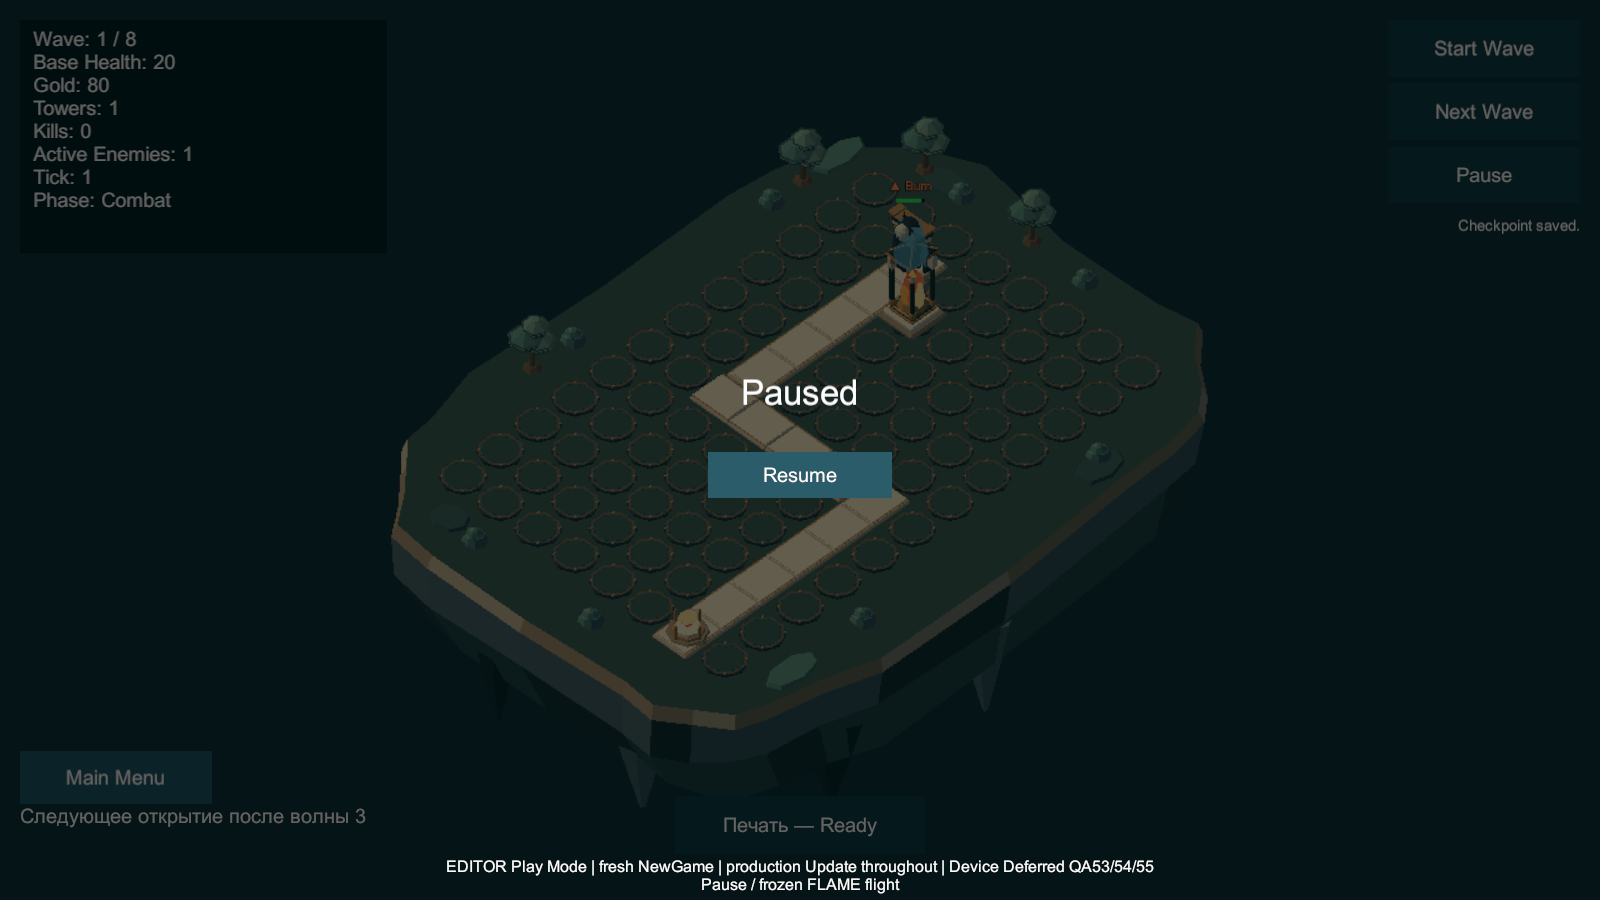 Wave: 1 / 8
Base Health: 20
Gold: 80
Towers: 1
Kills: 0
Active Enemies: 1
Tick: 1
Phase: Combat
Start Wave
Next Wave
Pause
Checkpoint saved.
▲ Burn
Paused
Resume
Main Menu
Следующее открытие после волны 3
Печать — Ready
EDITOR Play Mode | fresh NewGame | production Update throughout | Device Deferred QA53/54/55
Pause / frozen FLAME flight